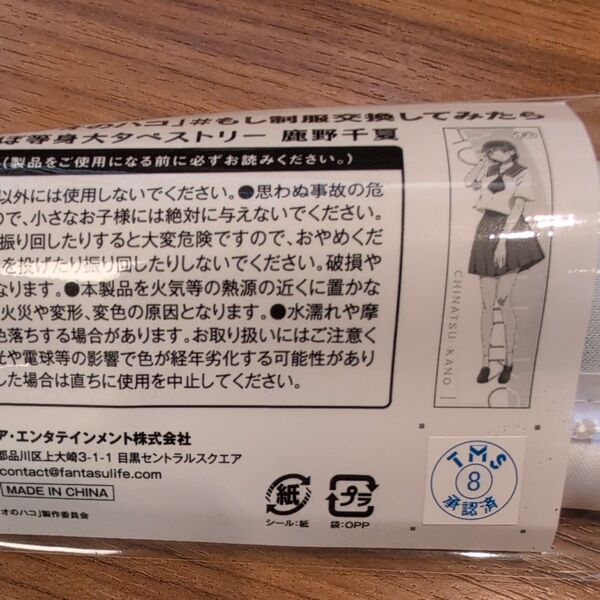 オのハコ」#もし制服交換してみたら
ぼ等身大タペストリー 鹿野千夏
(製品をご使用になる前に必ずお読みください。)
以外には使用しないでください。●思わぬ事故の危
ので、小さなお子様には絶対に与えないでください。
振り回したりすると大変危険ですので、おやめくだ
を投げたり振り回したりしないでください。破損や
なります。●本製品を火気等の熱源の近くに置かな
火災や変形、変色の原因となります。●水濡れや摩
色落ちする場合があります。お取り扱いにはご注意く
光や電球等の影響で色が経年劣化する可能性があり
した場合は直ちに使用を中止してください。
CHINATSU KANO
ア・エンタテインメント株式会社
都品川区上大崎3-1-1 目黒セントラルスクエア
contact@fantasulife.com
MADE IN CHINA
オのハコ」製作委員会
紙
シール:紙
プラ
袋:OPP
TMS
8
承認済